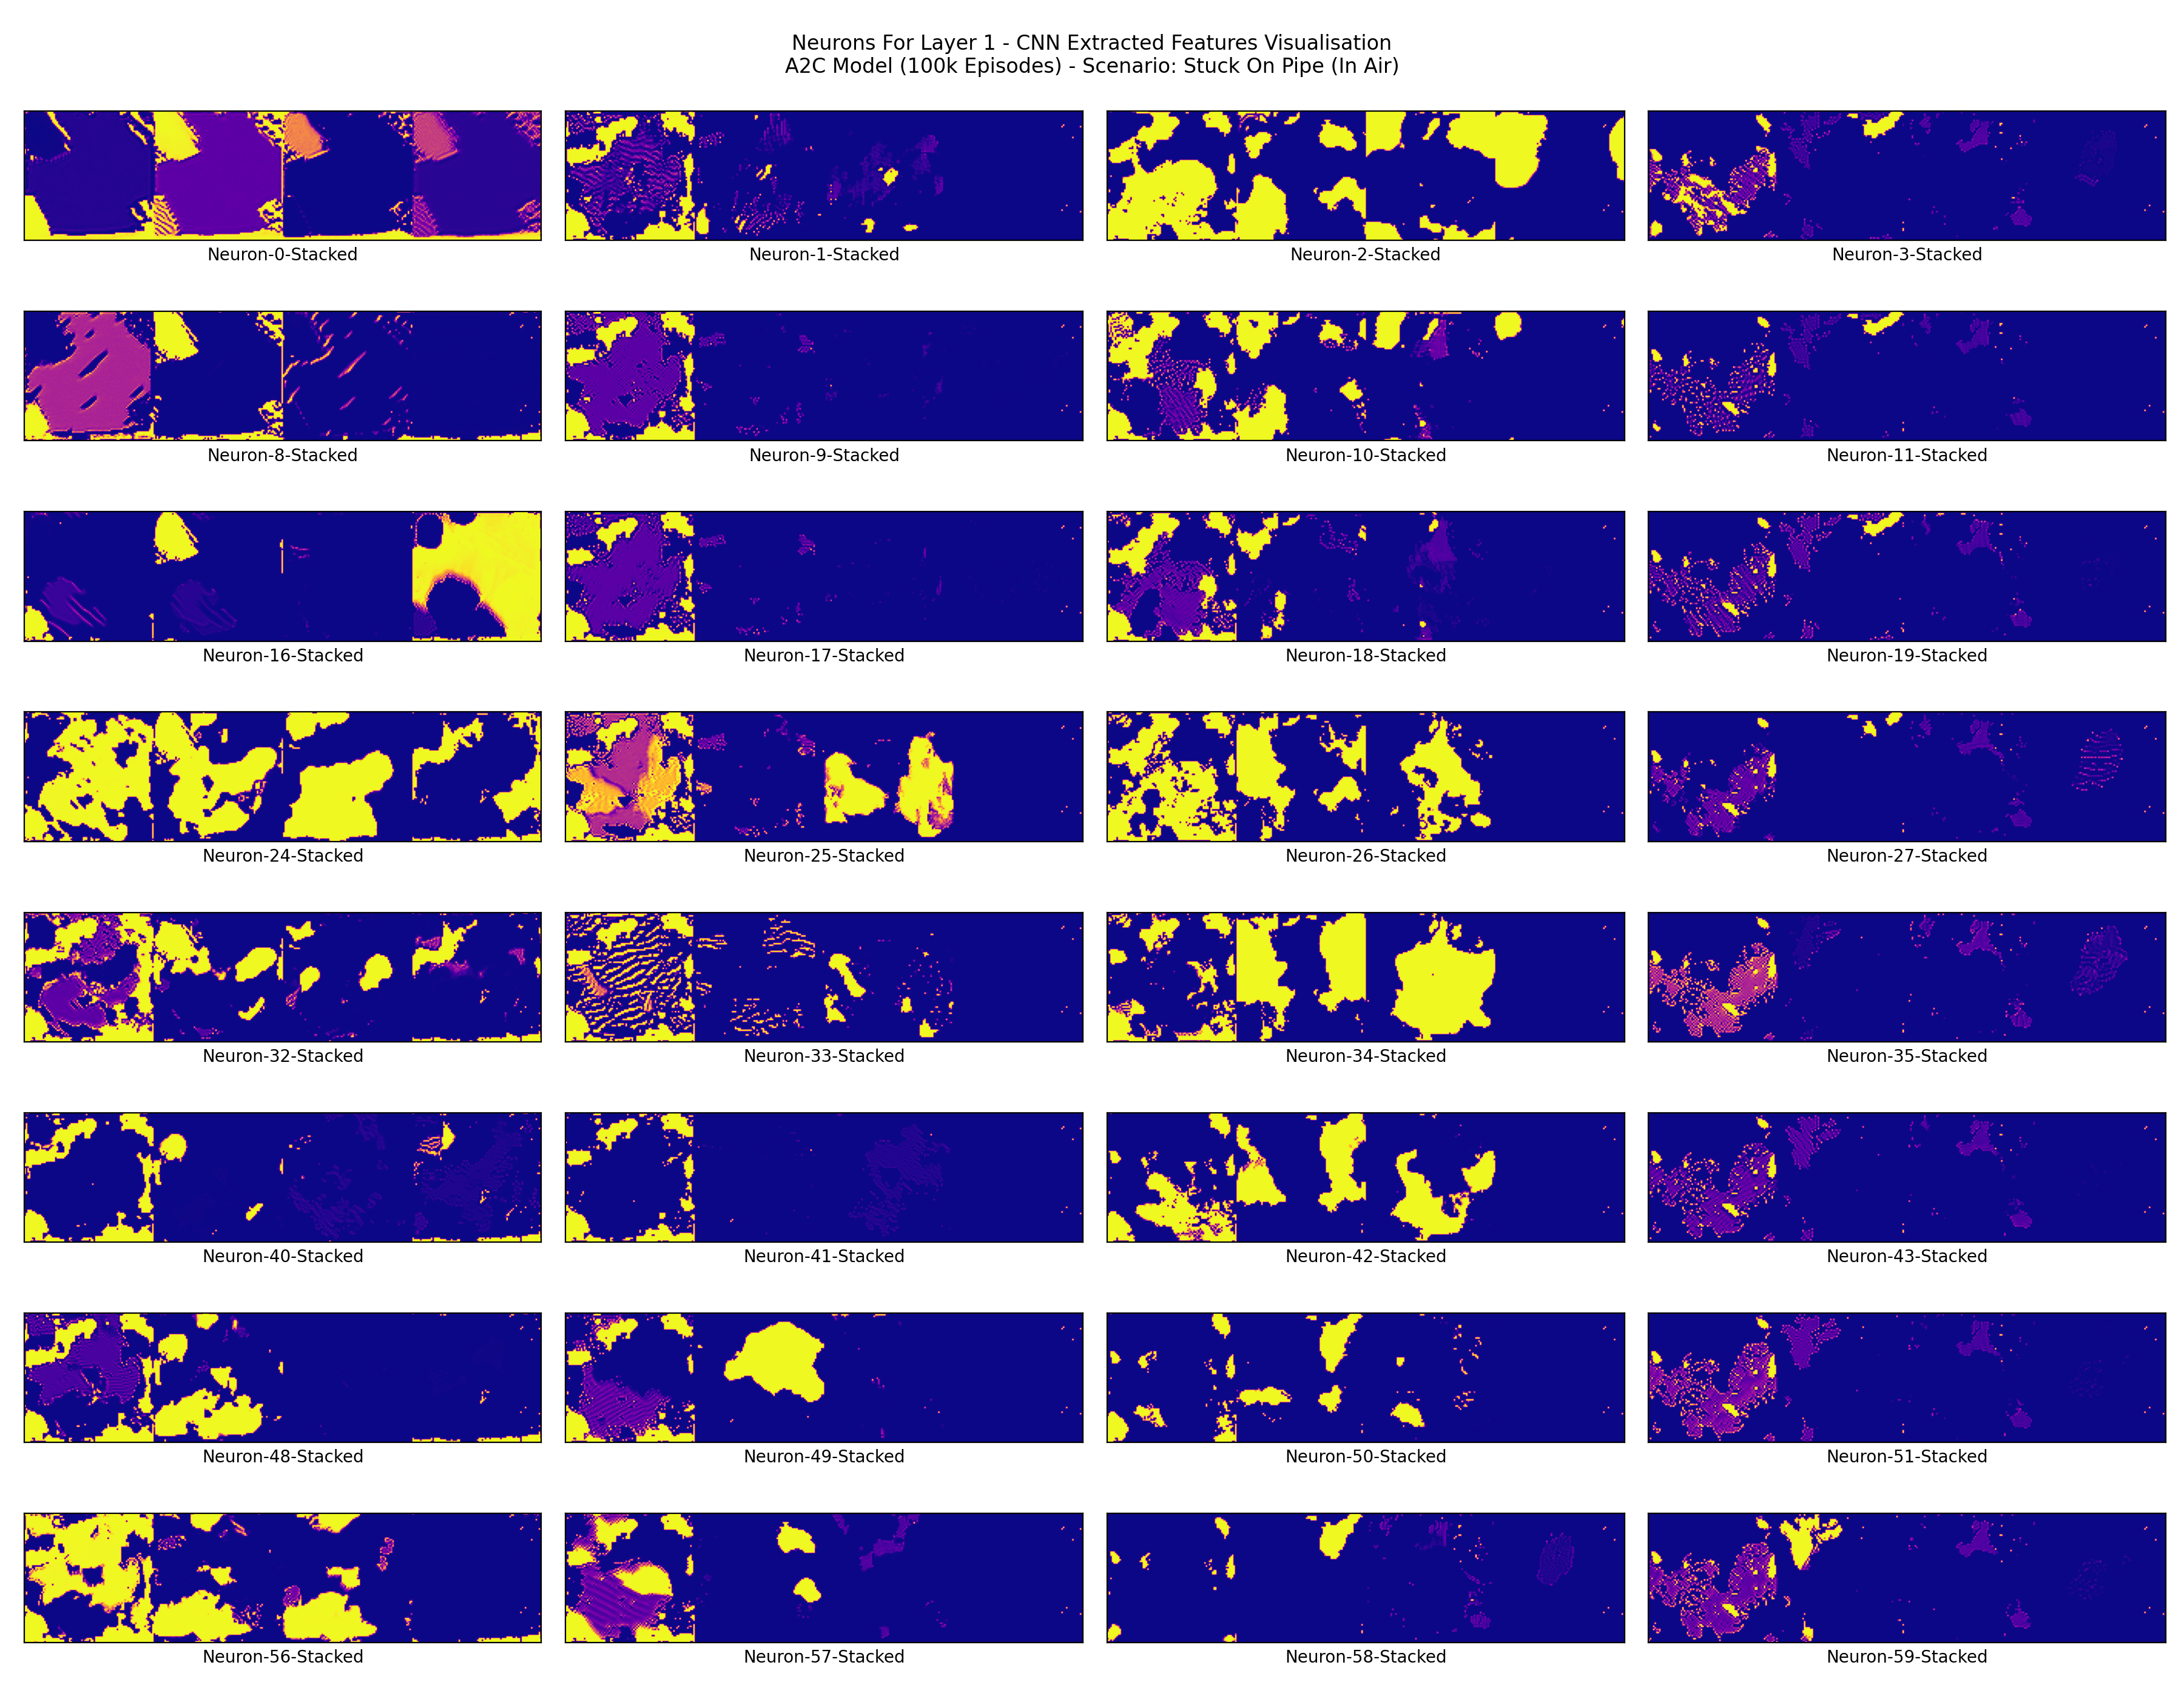 Neurons For Layer 1 - CNN Extracted Features Visualisation
A2C Model (100k Episodes) - Scenario: Stuck On Pipe (In Air)
Neuron-0-Stacked
Neuron-1-Stacked
Neuron-2-Stacked
Neuron-3-Stacked
Neuron-8-Stacked
Neuron-9-Stacked
Neuron-10-Stacked
Neuron-11-Stacked
Neuron-16-Stacked
Neuron-17-Stacked
Neuron-18-Stacked
Neuron-19-Stacked
Neuron-24-Stacked
Neuron-25-Stacked
Neuron-26-Stacked
Neuron-27-Stacked
Neuron-32-Stacked
Neuron-33-Stacked
Neuron-34-Stacked
Neuron-35-Stacked
Neuron-40-Stacked
Neuron-41-Stacked
Neuron-42-Stacked
Neuron-43-Stacked
Neuron-48-Stacked
Neuron-49-Stacked
Neuron-50-Stacked
Neuron-51-Stacked
Neuron-56-Stacked
Neuron-57-Stacked
Neuron-58-Stacked
Neuron-59-Stacked